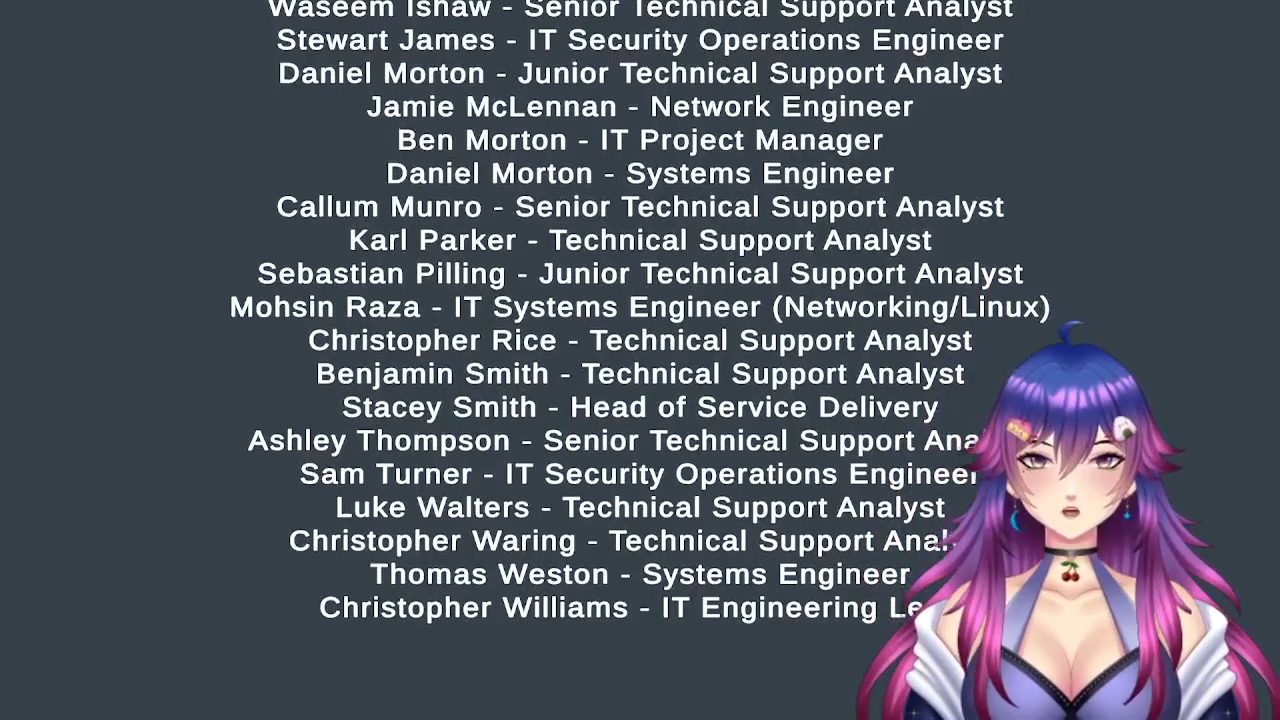 Waseem Ishaw - Senior Technical Support Analyst
Stewart James - IT Security Operations Engineer
Daniel Morton - Junior Technical Support Analyst
Jamie McLennan - Network Engineer
Ben Morton - IT Project Manager
Daniel Morton - Systems Engineer
Callum Munro - Senior Technical Support Analyst
Karl Parker - Technical Support Analyst
Sebastian Pilling - Junior Technical Support Analyst
Mohsin Raza - IT Systems Engineer (Networking/Linux)
Christopher Rice - Technical Support Analyst
Benjamin Smith - Technical Support Analyst
Stacey Smith - Head of Service Delivery
Ashley Thompson - Senior Technical Support
Sam Turner - IT Security Operations Engineer
Luke Walters - Technical Support Analyst
Christopher Waring - Technical Support
Thomas Weston - Systems Engineer
Christopher Williams - IT Engineering